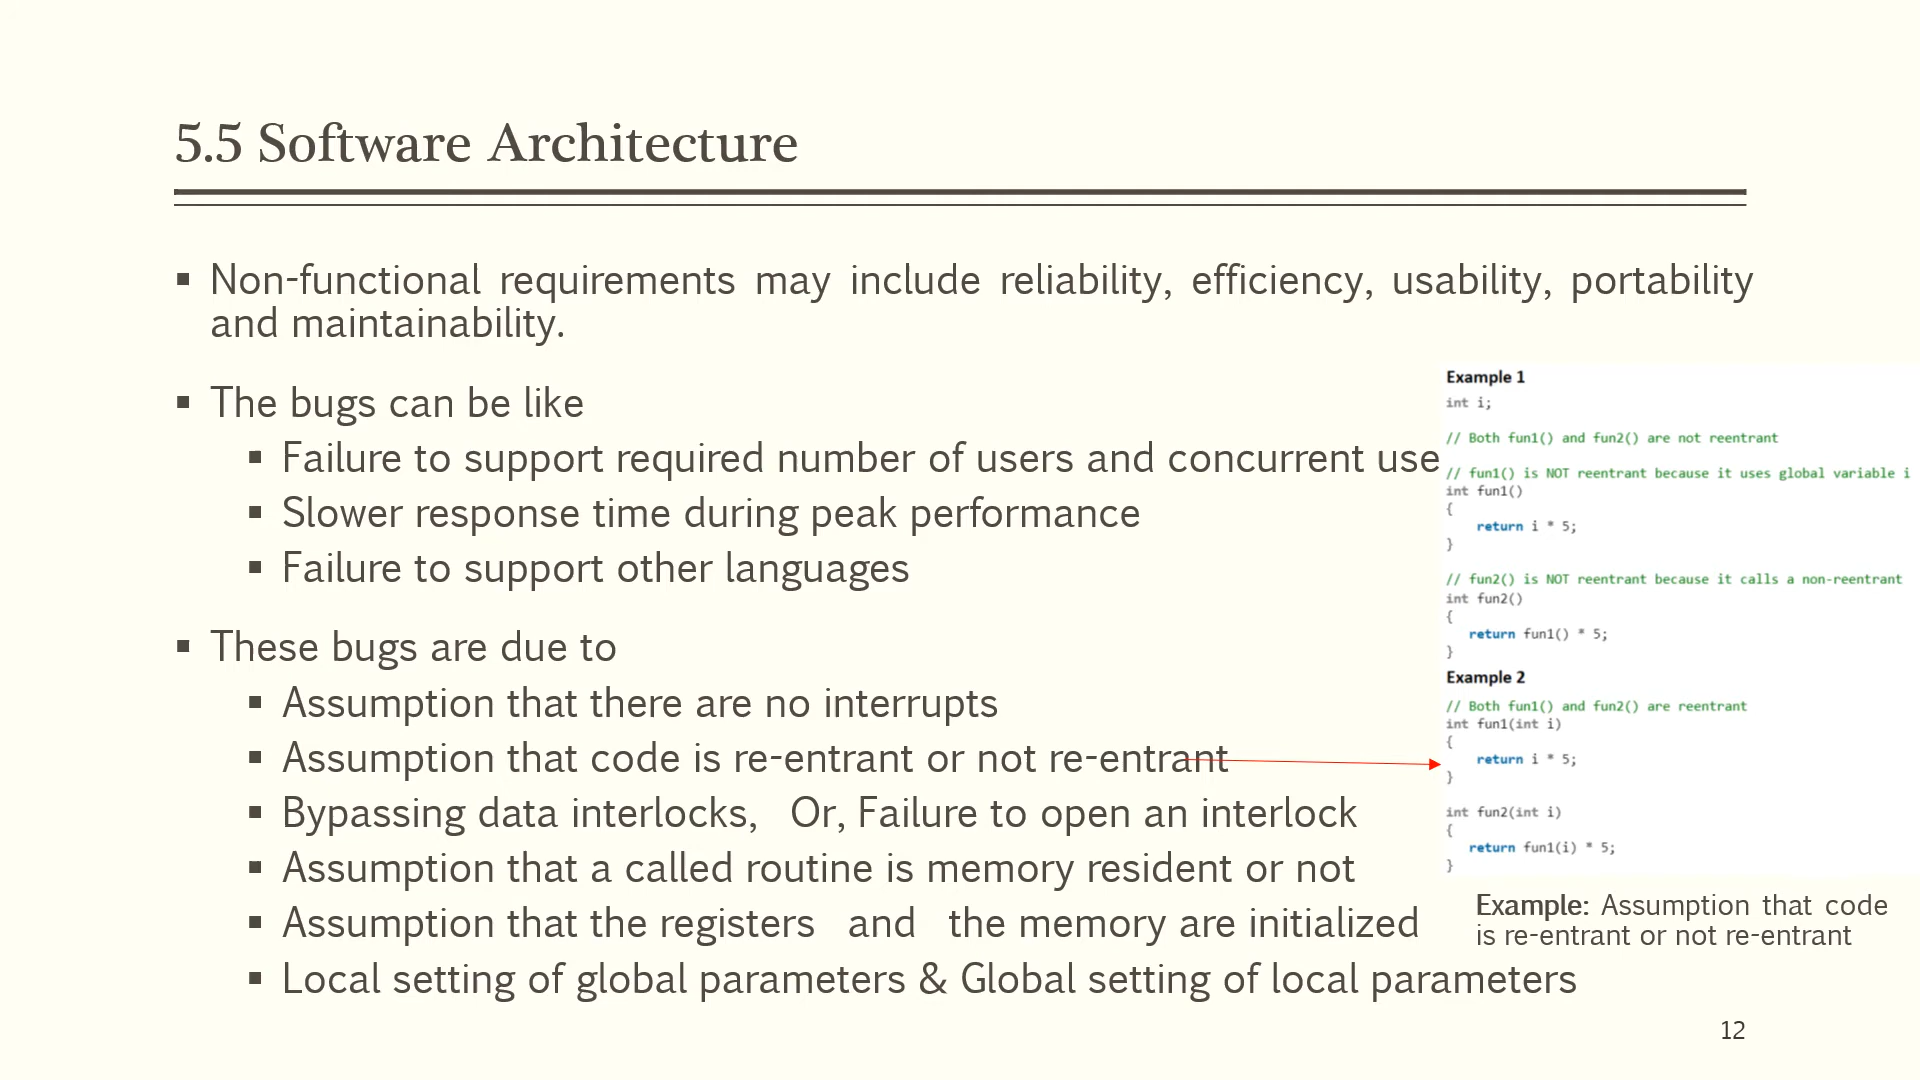 5.5 Software Architecture
Non-functional requirements may include reliability, efficiency, usability, portability
and maintainability.
The bugs can be like
Failure to support required number of users and concurrent use
Slower response time during peak performance
Failure to support other languages
These bugs are due to
Assumption that there are no interrupts
Assumption that code is re-entrant or not re-entrant
Bypassing data interlocks, Or, Failure to open an interlock
Assumption that a called routine is memory resident or not
Assumption that the registers and the memory are initialized
Local setting of global parameters & Global setting of local parameters
Example 1
int i;
// Both fun1() and fun2() are not reentrant
// fun1() is NOT reentrant because it uses global variable i
int fun1()
{
return i * 5;
}
// fun2() is NOT reentrant because it calls a non-reentrant
int fun2()
{
return fun1() * 5;
}
Example 2
// Both fun1() and fun2() are reentrant
int fun1(int i)
{
return i * 5;
}
int fun2(int i)
{
return fun1(i) * 5;
}
Example: Assumption that code
is re-entrant or not re-entrant
12